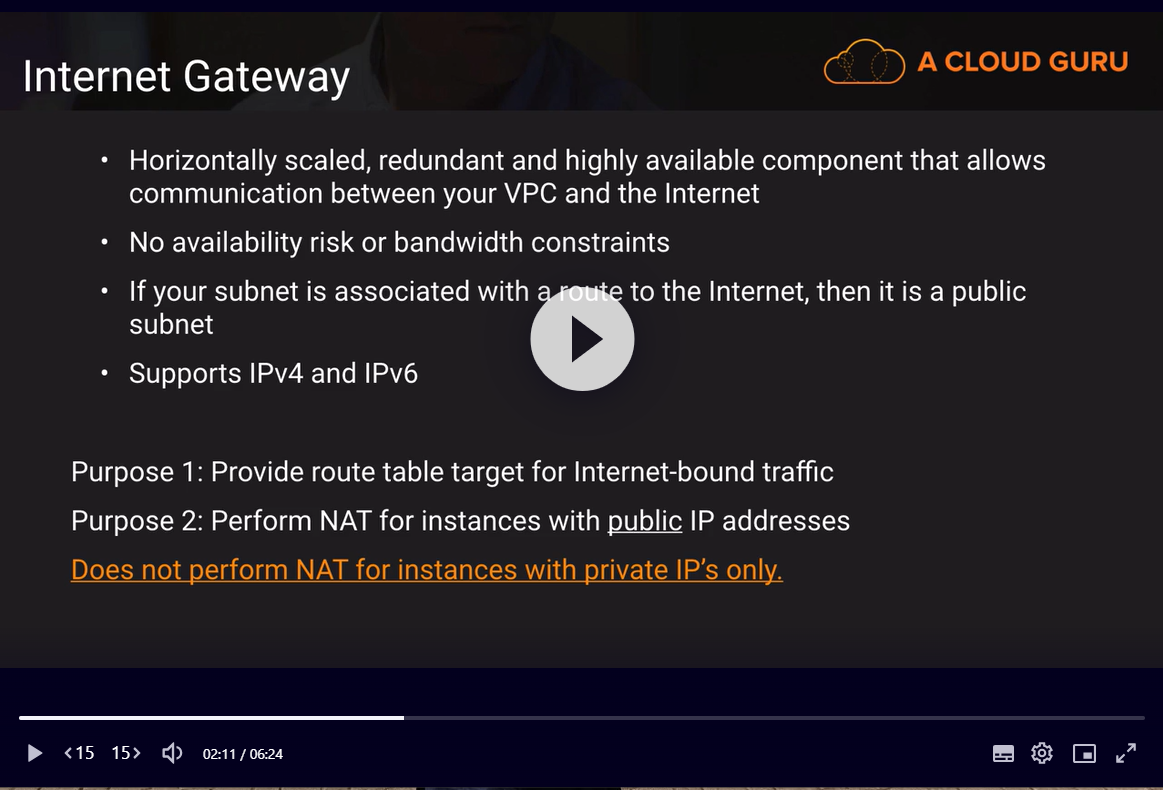 Internet Gateway
A CLOUD GURU
• Horizontally scaled, redundant and highly available component that allows
communication between your VPC and the Internet
• No availability risk or bandwidth constraints
• If your subnet is associated with a route to the Internet, then it is a public
subnet
• Supports IPv4 and IPv6
Purpose 1: Provide route table target for Internet-bound traffic
Purpose 2: Perform NAT for instances with public IP addresses
Does not perform NAT for instances with private IP’s only.
<15 15> 02:11 / 06:24